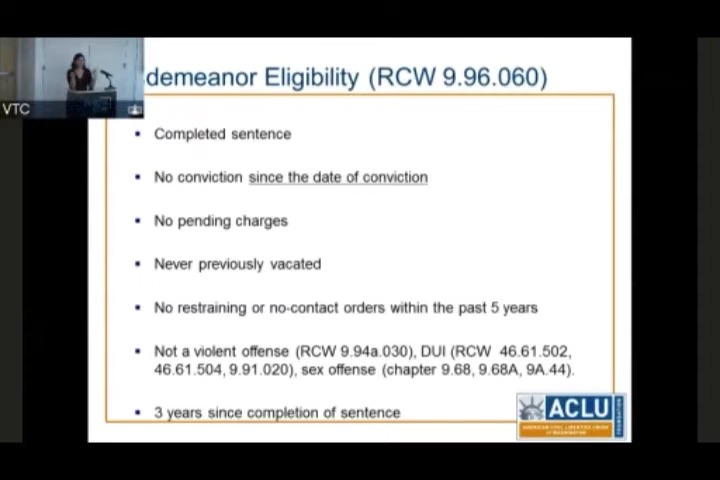 demeanor Eligibility (RCW 9.96.060)
VTC
Completed sentence
No conviction since the date of conviction
No pending charges
Never previously vacated
No restraining or no-contact orders within the past 5 years
Not a violent offense (RCW 9.94a.030), DUI (RCW 46.61.502,
46.61.504, 9.91.020), sex offense (chapter 9.68, 9.68A, 9A.44).
3 years since completion of sentence
ACLU
AMERICAN CIVIL LIBERTIES UNION
of WASHINGTON
FOUNDATION